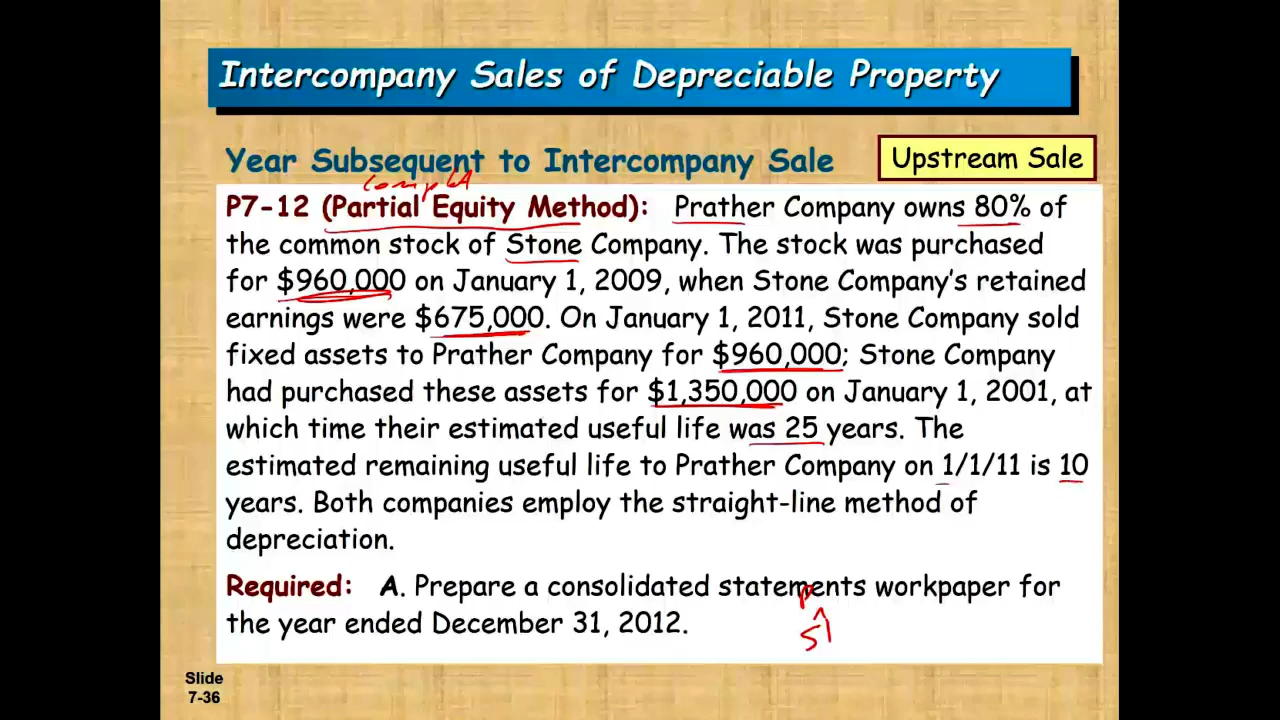 Intercompany Sales of Depreciable Property
Year Subsequent to Intercompany Sale
Upstream Sale
P7-12 (Partial Equity Method): Prather Company owns 80% of
the common stock of Stone Company. The stock was purchased
for $960,000 on January 1, 2009, when Stone Company's retained
earnings were $675,000. On January 1, 2011, Stone Company sold
fixed assets to Prather Company for $960,000; Stone Company
had purchased these assets for $1,350,000 on January 1, 2001, at
which time their estimated useful life was 25 years. The
estimated remaining useful life to Prather Company on 1/1/11 is 10
years. Both companies employ the straight-line method of
depreciation.
Required: A. Prepare a consolidated statements workpaper for
the year ended December 31, 2012.
P
S
Slide
7-36